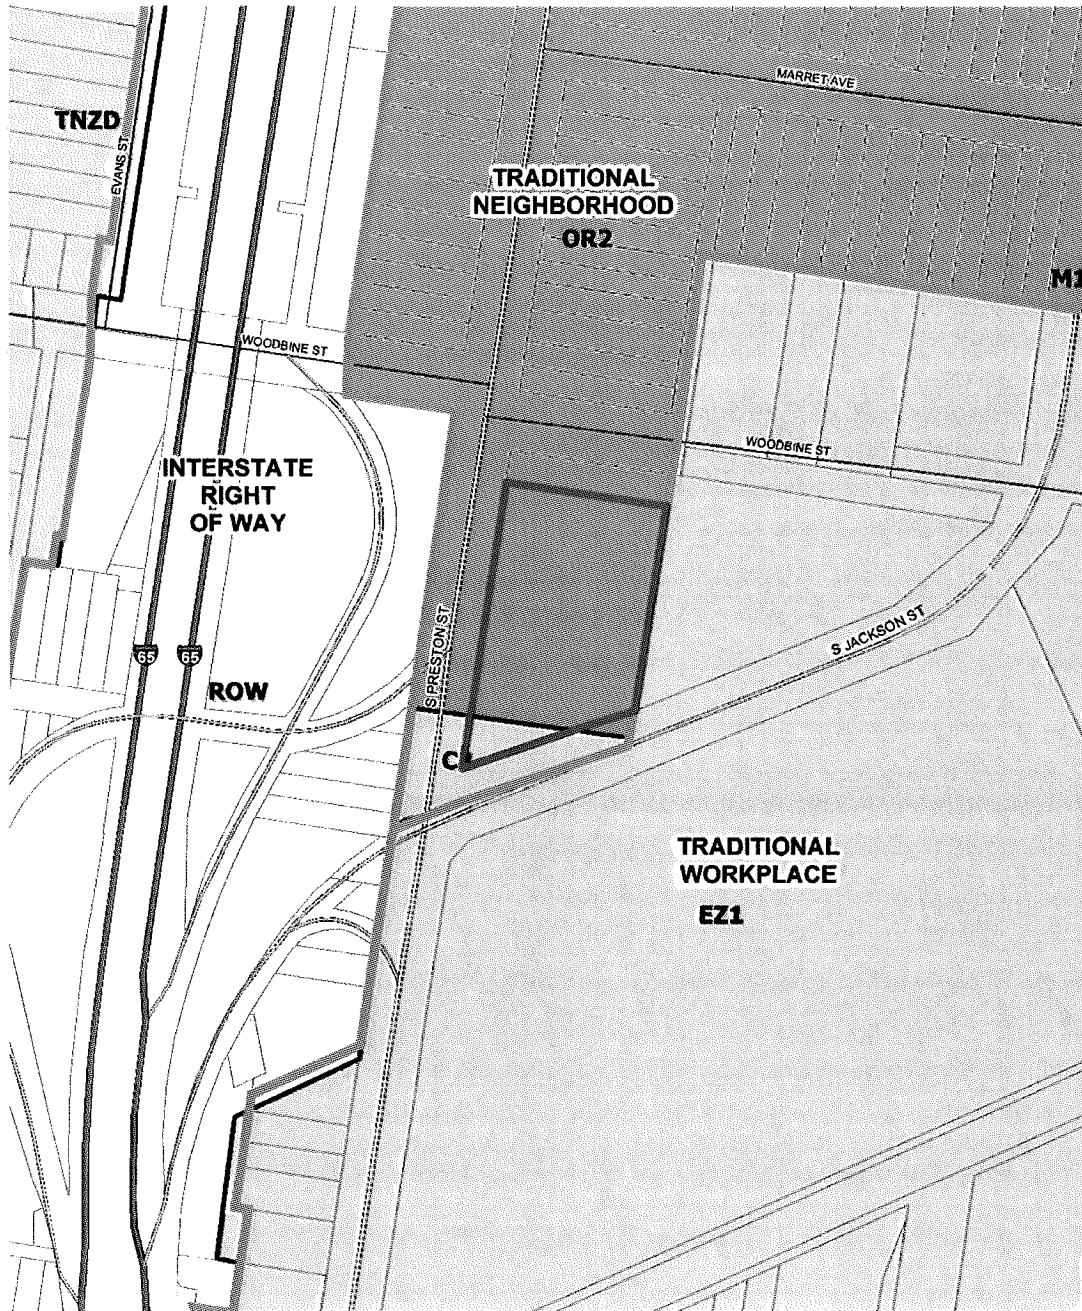 MARRET AVE
TNZD
EVANS ST
TRADITIONAL
NEIGHBORHOOD
OR2
M1
WOODBINE ST
WOODBINE ST
INTERSTATE
RIGHT
OF WAY
S PRESTON ST
S JACKSON ST
65
65
ROW
C
TRADITIONAL
WORKPLACE
EZ1